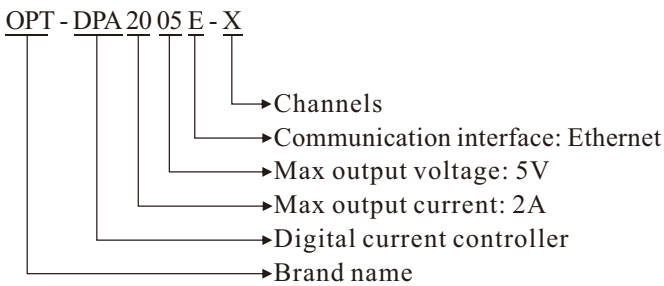 OPT - DPA 20 05 E - X
Channels
Communication interface: Ethernet
Max output voltage: 5V
Max output current: 2A
Digital current controller
Brand name